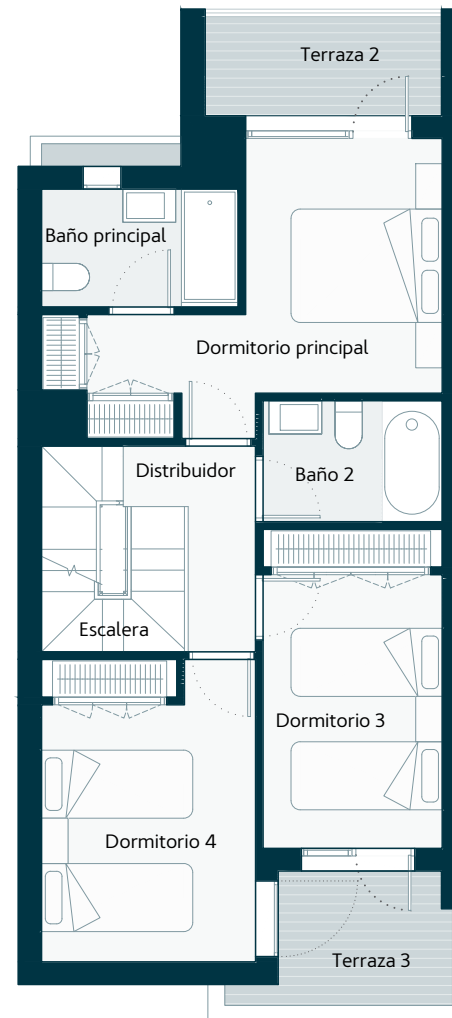 Terraza 2
Baño principal
Dormitorio principal
Distribuidor
Baño 2
Escalera
Dormitorio 3
Dormitorio 4
Terraza 3